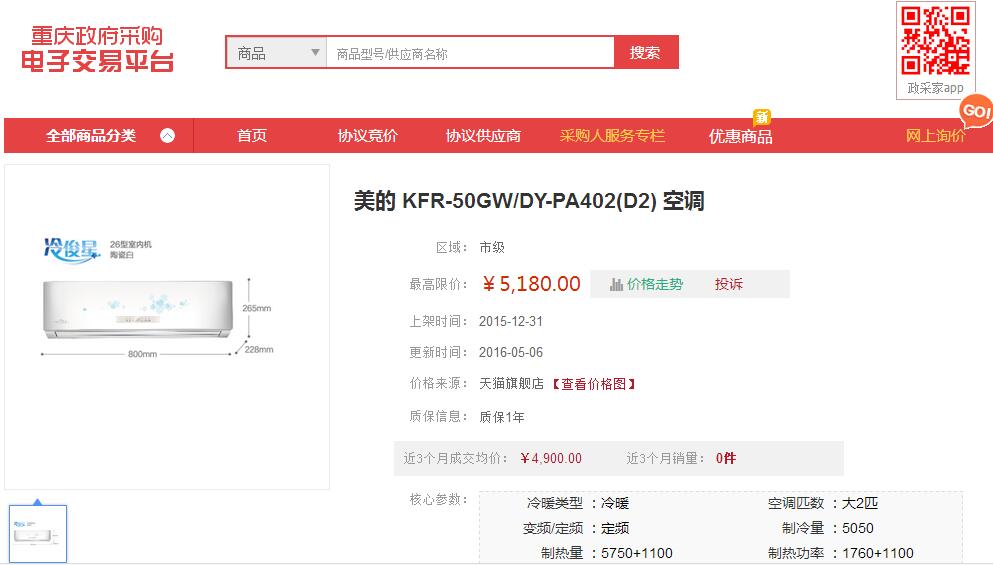 重庆政府采购
电子交易平台
商品
商品型号/供应商名称
搜索
政采家app
GO!
新
全部商品分类 首页 协议竞价 协议供应商 采购人服务专栏 优惠商品 网上询价
美的 KFR-50GW/DY-PA402(D2) 空调
冷俊星
26型室内机
陶瓷白
265mm
228mm
800mm
区域： 市级
最高限价： ￥5,180.00 价格走势 投诉
上架时间： 2015-12-31
更新时间： 2016-05-06
价格来源： 天猫旗舰店 【查看价格图】
质保信息： 质保1年
近3个月成交均价： ￥4,900.00 近3个月销量： 0件
核心参数：
冷暖类型 ：冷暖 空调匹数 ：大2匹
变频/定频 ：定频 制冷量 ：5050
制热量 ：5750+1100 制热功率 ：1760+1100